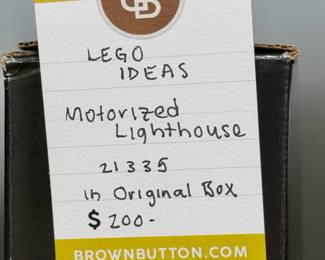 LEGO
IDEAS
Motorized
Lighthouse
21335
in Original Box
$200-
BROWNBUTTON.COM